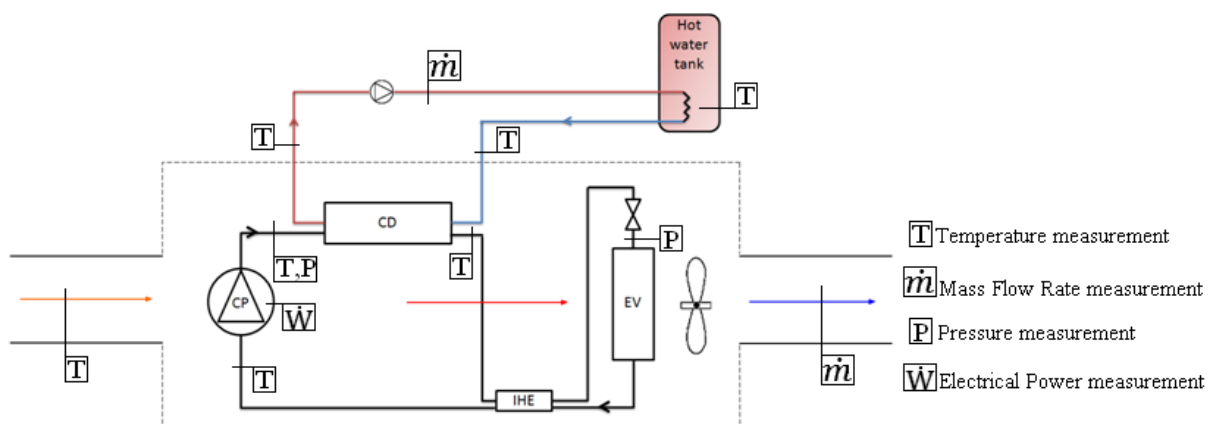 Hot
water
tank
ṁ
T
T
T
CD
T,P
T
P
CP
Ẇ
EV
T
T
IHE
ṁ
T Temperature measurement
ṁ Mass Flow Rate measurement
P Pressure measurement
Ẇ Electrical Power measurement